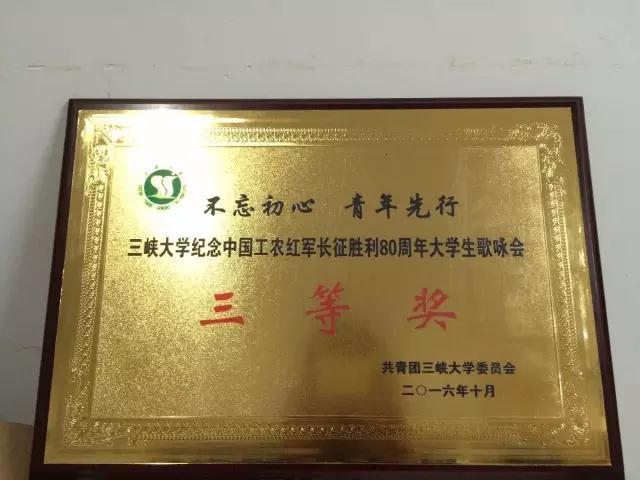 不忘初心 青年先行
三峡大学纪念中国工农红军长征胜利80周年大学生歌咏会
三等奖
共青团三峡大学委员会
二〇一六年十月